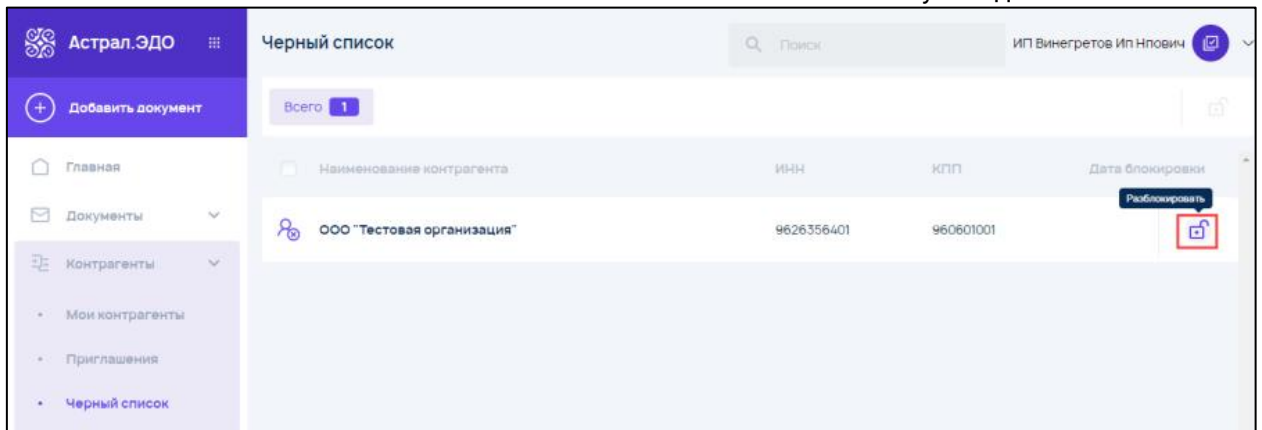 Астрал.ЭДО
Черный список
Поиск
ИП Винегретов Ип Нпович
Добавить документ
Всего 1
Главная
Наименование контрагента
ИНН
КПП
Дата блокировки
Разблокировать
Документы
ООО "Тестовая организация"
9626356401
960601001
Контрагенты
Мои контрагенты
Приглашения
Черный список